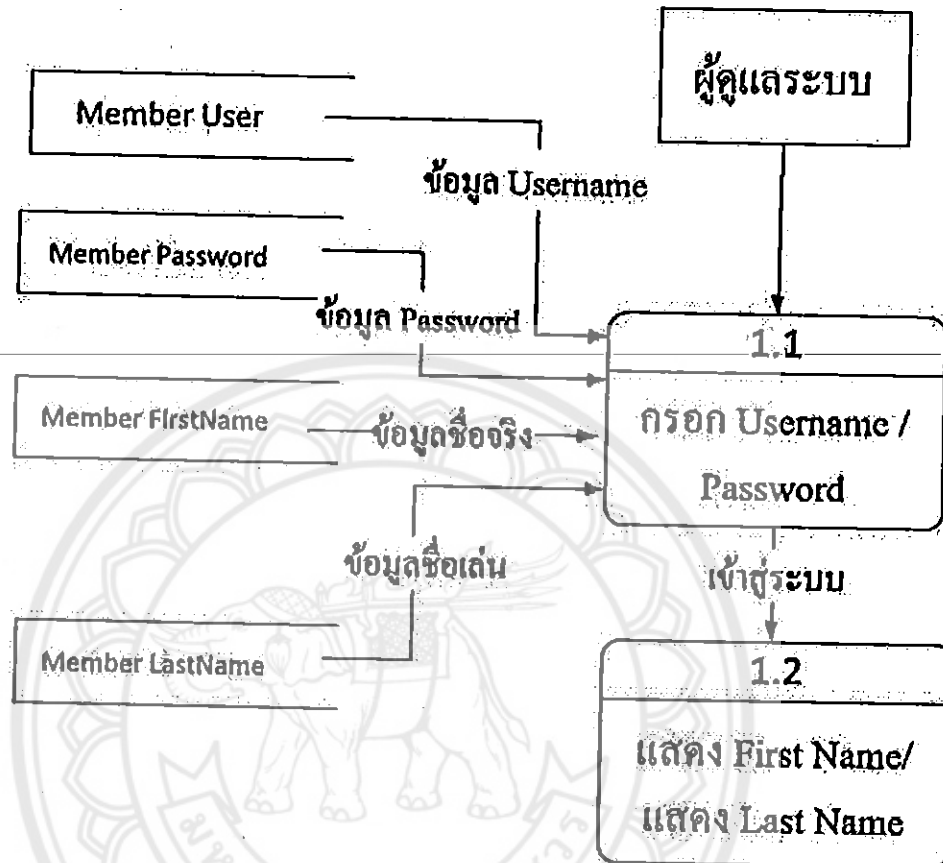 ผู้ดูแลระบบ
Member User
ข้อมูล Username
Member Password
ข้อมูล Password
1.1
กรอก Username /
Password
Member FirstName
ข้อมูลชื่อจริง
ข้อมูลชื่อเล่น
เข้าสู่ระบบ
Member LastName
1.2
แสดง First Name/
แสดง Last Name